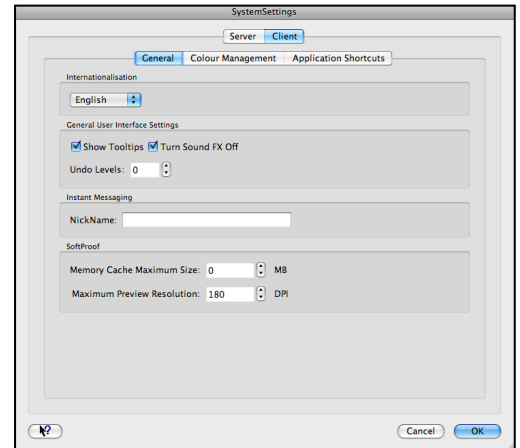 SystemSettings
Server Client
General Colour Management Application Shortcuts
Internationalisation
English
General User Interface Settings
Show Tooltips Turn Sound FX Off
Undo Levels: 0
Instant Messaging
NickName:
SoftProof
Memory Cache Maximum Size: 0 MB
Maximum Preview Resolution: 180 DPI
? Cancel OK